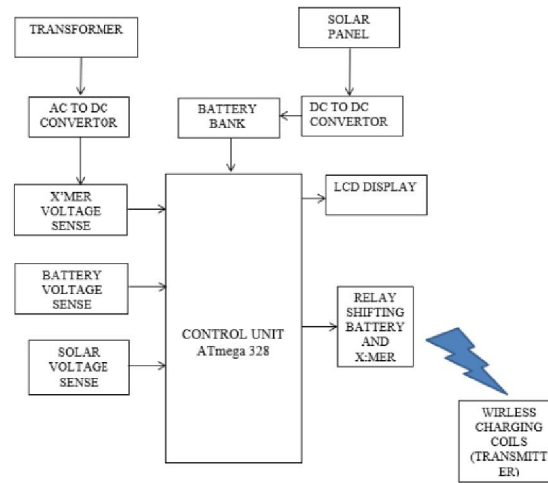 TRANSFORMER
SOLAR
PANEL
AC TO DC
CONVERTOR
BATTERY
BANK
DC TO DC
CONVERTOR
X'MER
VOLTAGE
SENSE
LCD DISPLAY
BATTERY
VOLTAGE
SENSE
CONTROL UNIT
ATmega 328
RELAY
SHIFTING
BATTERY
AND
X:MER
SOLAR
VOLTAGE
SENSE
WIRLESS
CHARGING
COILS
(TRANSMITT
ER)